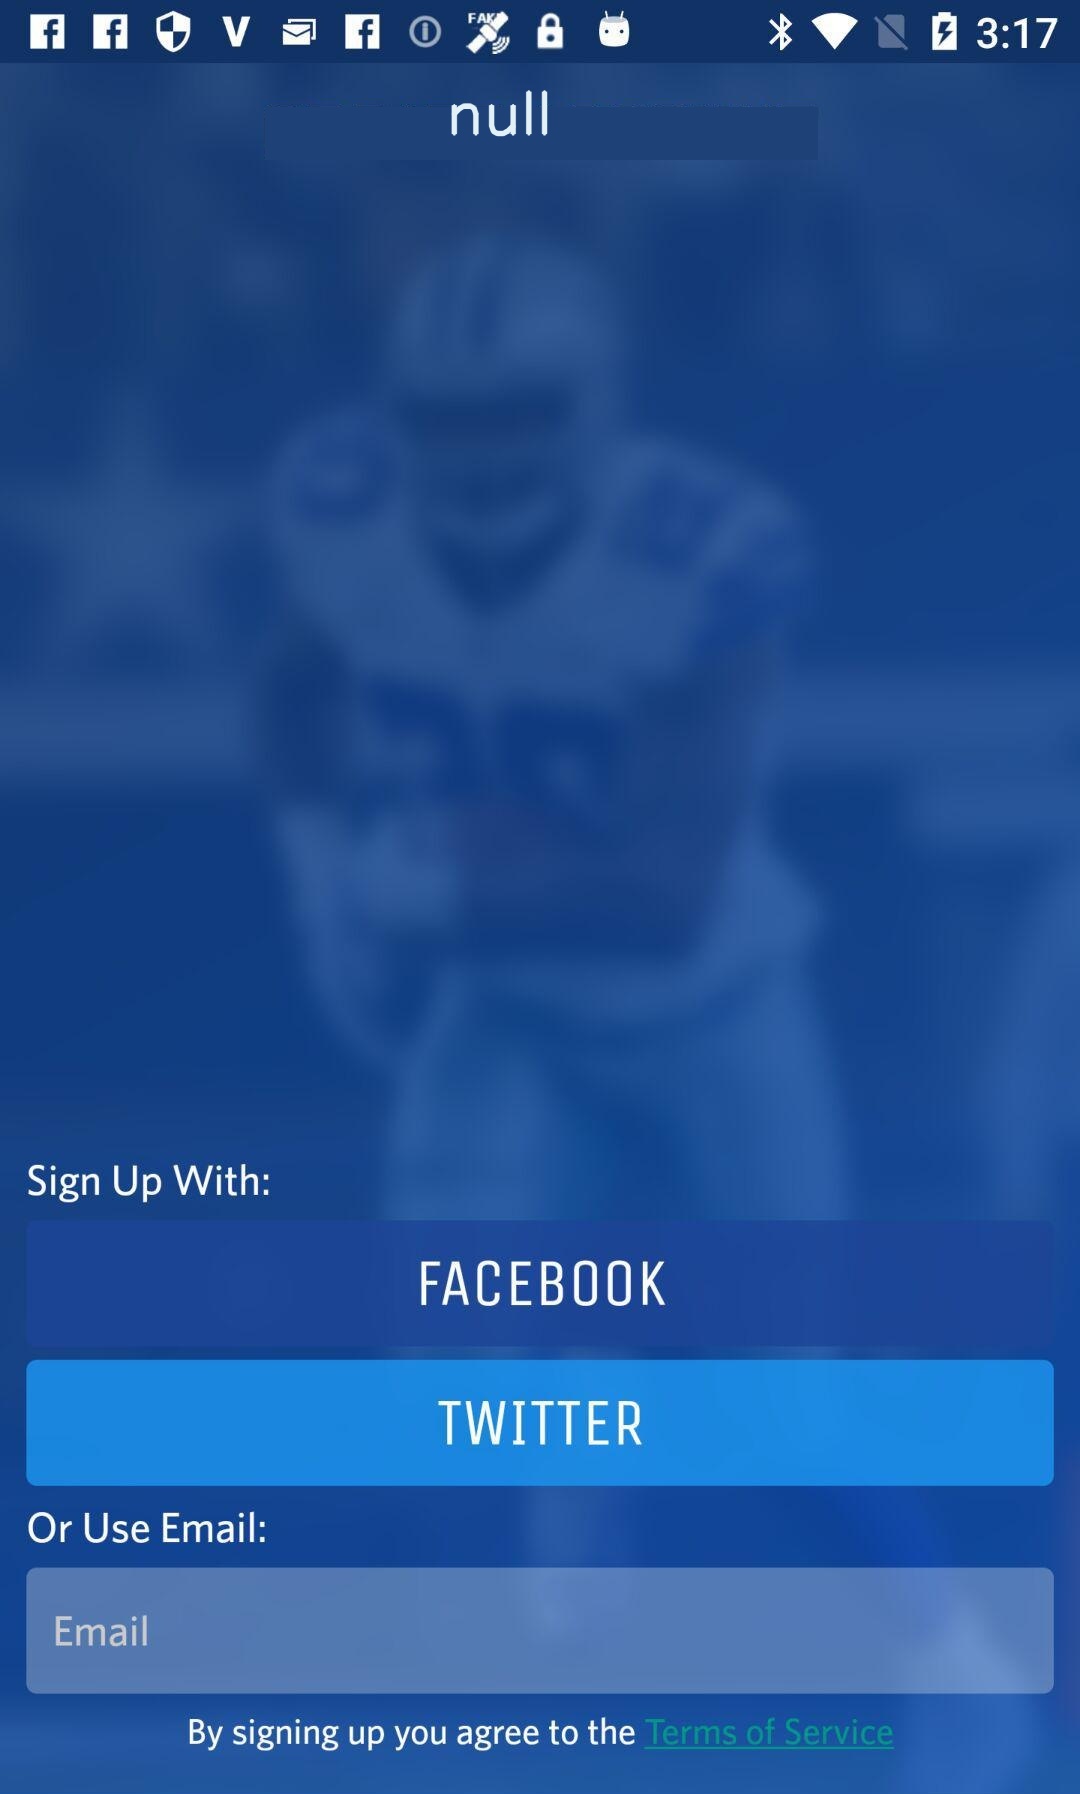 FAKE
3:17
null
Sign Up With:
FACEBOOK
TWITTER
Or Use Email:
Email
By signing up you agree to the Terms of Service